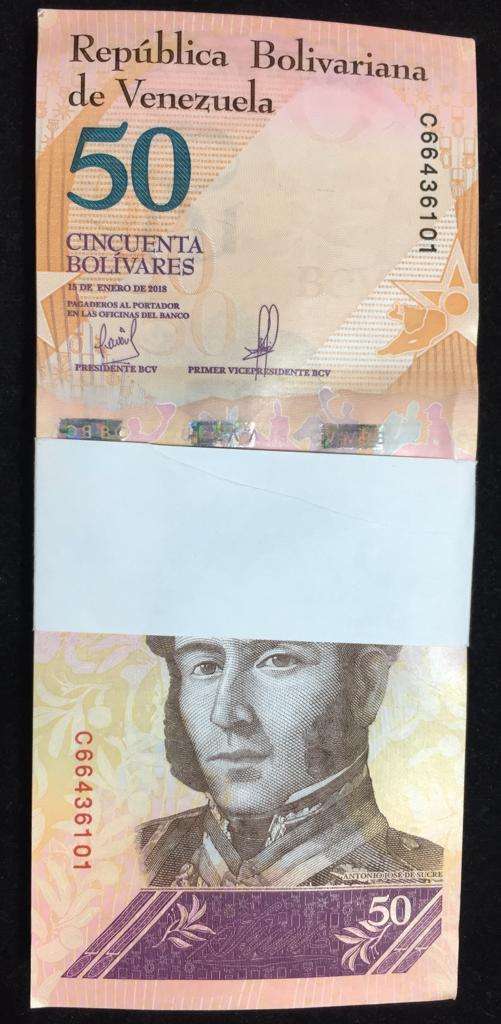 República Bolivariana
de Venezuela
50
CINCUENTA
BOLÍVARES
15 DE ENERO DE 2018
PAGADEROS AL PORTADOR
EN LAS OFICINAS DEL BANCO
PRESIDENTE BCV
PRIMER VICEPRESIDENTE BCV
C66436101
C66436101
ANTONIO JOSÉ DE SUCRE
50